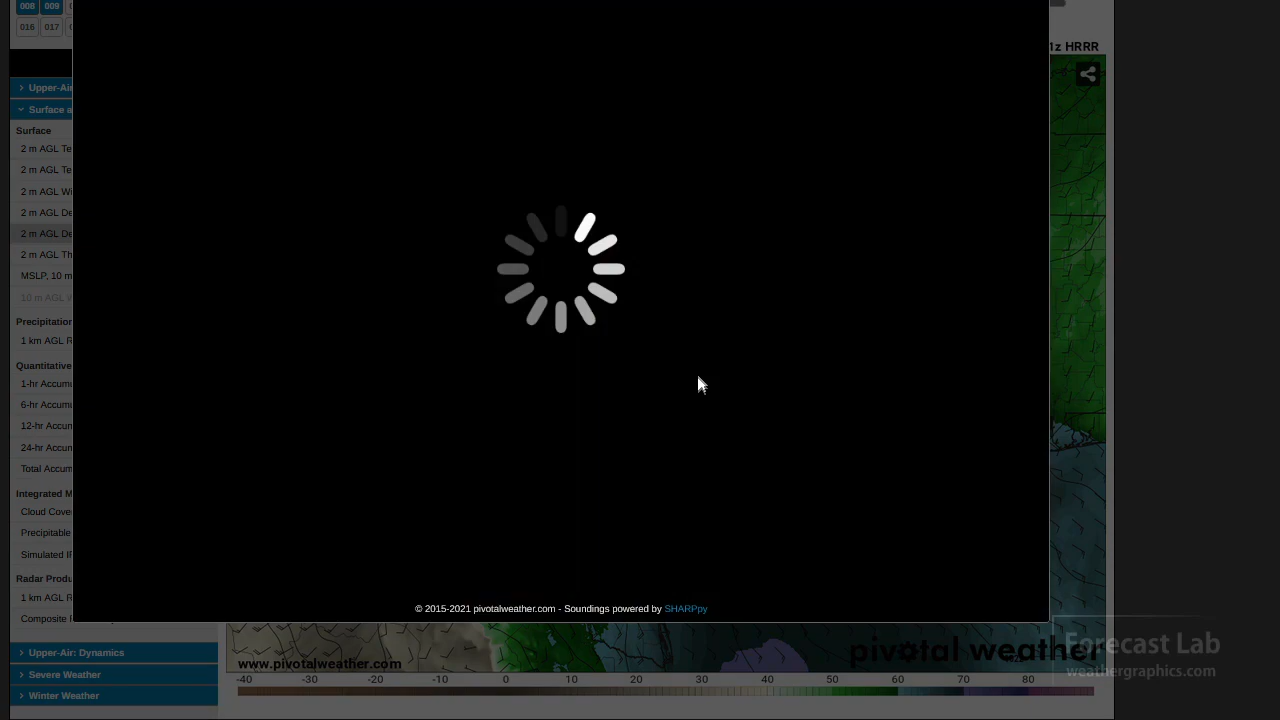 008 009
016 017
1z HRRR
Upper-Ai
Surface a
Surface
2 m AGL Te
2 m AGL Te
2 m AGL Wi
2 m AGL De
2 m AGL De
2 m AGL Th
MSLP, 10 m
10 m AGL W
Precipitation
1 km AGL R
Quantitative
1-hr Accumu
6-hr Accumu
12-hr Accum
24-hr Accum
Total Accum
Integrated M
Cloud Cove
Precipitable
Simulated IR
Radar Produ
1 km AGL R
Composite
© 2015-2021 pivotalweather.com - Soundings powered by SHARPpy
Upper-Air: Dynamics
Severe Weather
Winter Weather
www.pivotalweather.com
pivotal weather
Forecast Lab
weathergraphics.com
-40 -30 -20 -10 0 10 20 30 40 50 60 70 80